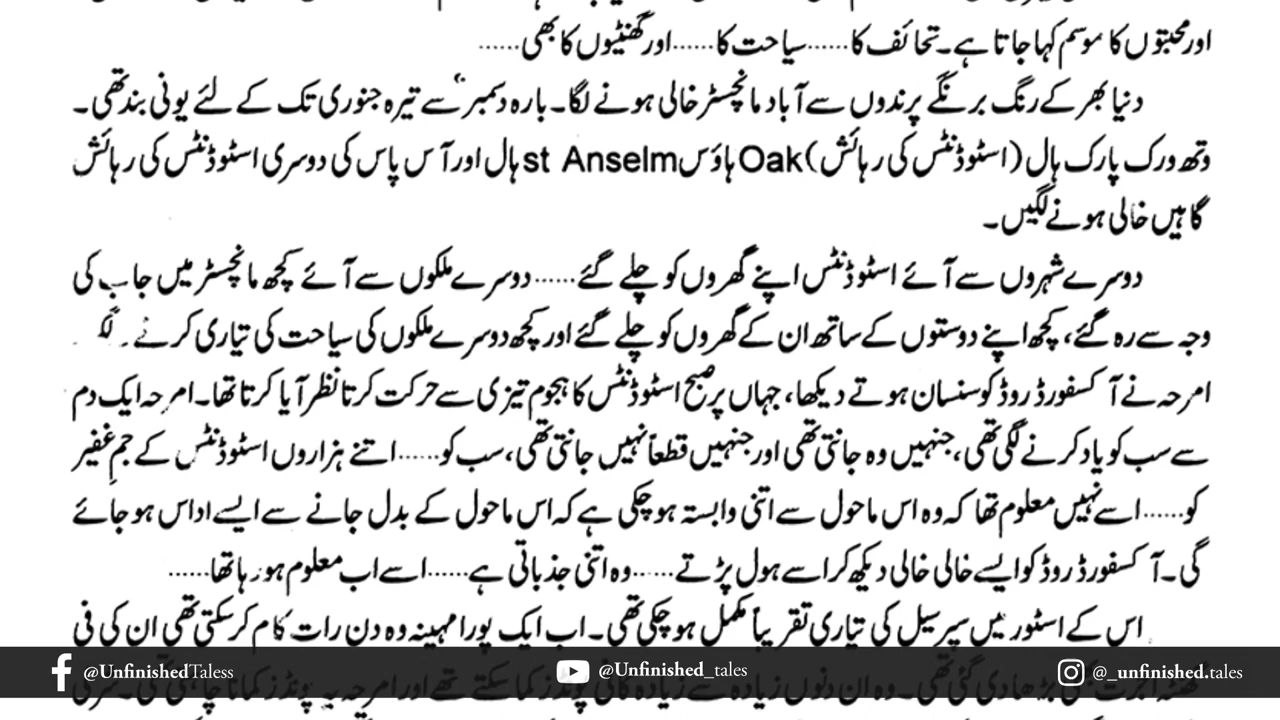 اور محبتوں کا موسم کہا جاتا ہے۔ تحائف کا...... سیاحت کا...... اور گھنٹیوں کا بھی......
دنیا بھر کے رنگ برنگے پرندوں سے آباد مانچسٹر خالی ہونے لگا۔ بارہ دسمبر سے تیرہ جنوری تک کے لئے یونی بند تھی۔
وتھ ورک پارک ہال (اسٹوڈنٹس کی رہائش) Oak ہاؤس st Anselm ہال اور آس پاس کی دوسری اسٹوڈنٹس کی رہائش
گاہیں خالی ہونے لگیں۔
دوسرے شہروں سے آئے اسٹوڈنٹس اپنے گھروں کو چلے گئے...... دوسرے ملکوں سے آئے کچھ مانچسٹر میں جاب کی
وجہ سے رہ گئے، کچھ اپنے دوستوں کے ساتھ ان کے گھروں کو چلے گئے اور کچھ دوسرے ملکوں کی سیاحت کی تیاری کرنے
امرحہ نے آکسفورڈ روڈ کو سنسان ہوتے دیکھا، جہاں پر صبح اسٹوڈنٹس کا ہجوم تیزی سے حرکت کرتا نظر آیا کرتا تھا۔ امرحہ ایک دم
سے سب کو یاد کرنے لگی تھی، جنہیں وہ جانتی تھی اور جنہیں قطعاً نہیں جانتی تھی، سب کو...... اتنے ہزاروں اسٹوڈنٹس کے جمِ غفیر
کو...... اسے نہیں معلوم تھا کہ وہ اس ماحول سے اتنی وابستہ ہو چکی ہے کہ اس ماحول کے بدل جانے سے ایسے اداس ہو جائے
گی۔ آکسفورڈ روڈ کو ایسے خالی خالی دیکھ کر اسے ہول پڑتے...... وہ اتنی جذباتی ہے...... اسے اب معلوم ہو رہا تھا......
اس کے اسٹور میں سپر سیل کی تیاری تقریباً مکمل ہو چکی تھی۔ اب ایک پورا مہینہ وہ دن رات کام کر سکتی تھی ان کی فی
@UnfinishedTaless @Unfinished_tales @_unfinished.tales